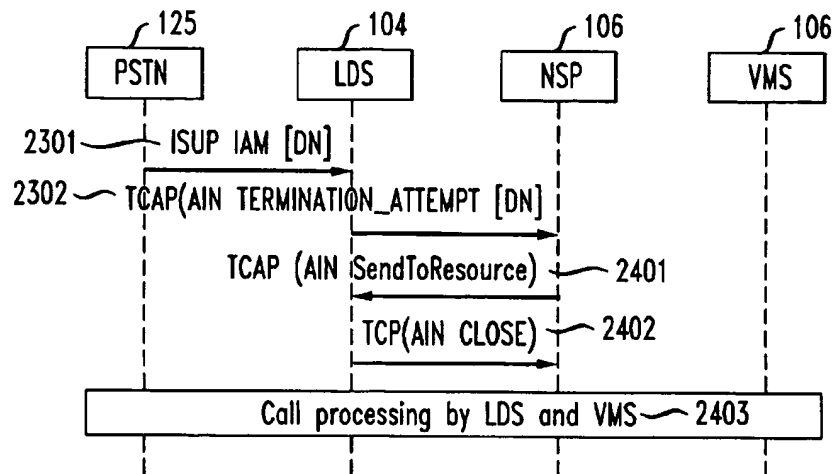 125 104 106 106
PSTN LDS NSP VMS
2301 ISUP IAM [DN]
2302 TCAP(AIN TERMINATION_ATTEMPT [DN]
TCAP (AIN SendToResource) 2401
TCP(AIN CLOSE) 2402
Call processing by LDS and VMS 2403